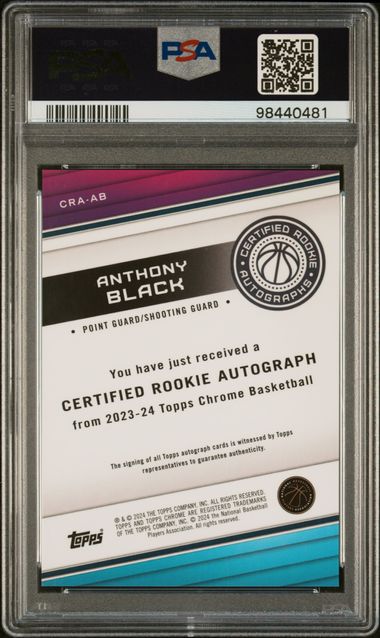 PSA
98440481
CRA-AB
ANTHONY
BLACK
• POINT GUARD/SHOOTING GUARD •
CERTIFIED ROOKIE
AUTOGRAPHS
You have just received a
CERTIFIED ROOKIE AUTOGRAPH
from 2023-24 Topps Chrome Basketball
The signing of all Topps autograph cards is witnessed by Topps
representatives to guarantee authenticity.
® & © 2024 THE TOPPS COMPANY, INC. ALL RIGHTS RESERVED.
TOPPS AND TOPPS CHROME ARE REGISTERED TRADEMARKS
OF THE TOPPS COMPANY, INC. © 2024 the National Basketball
Players Association. All rights reserved.
Topps